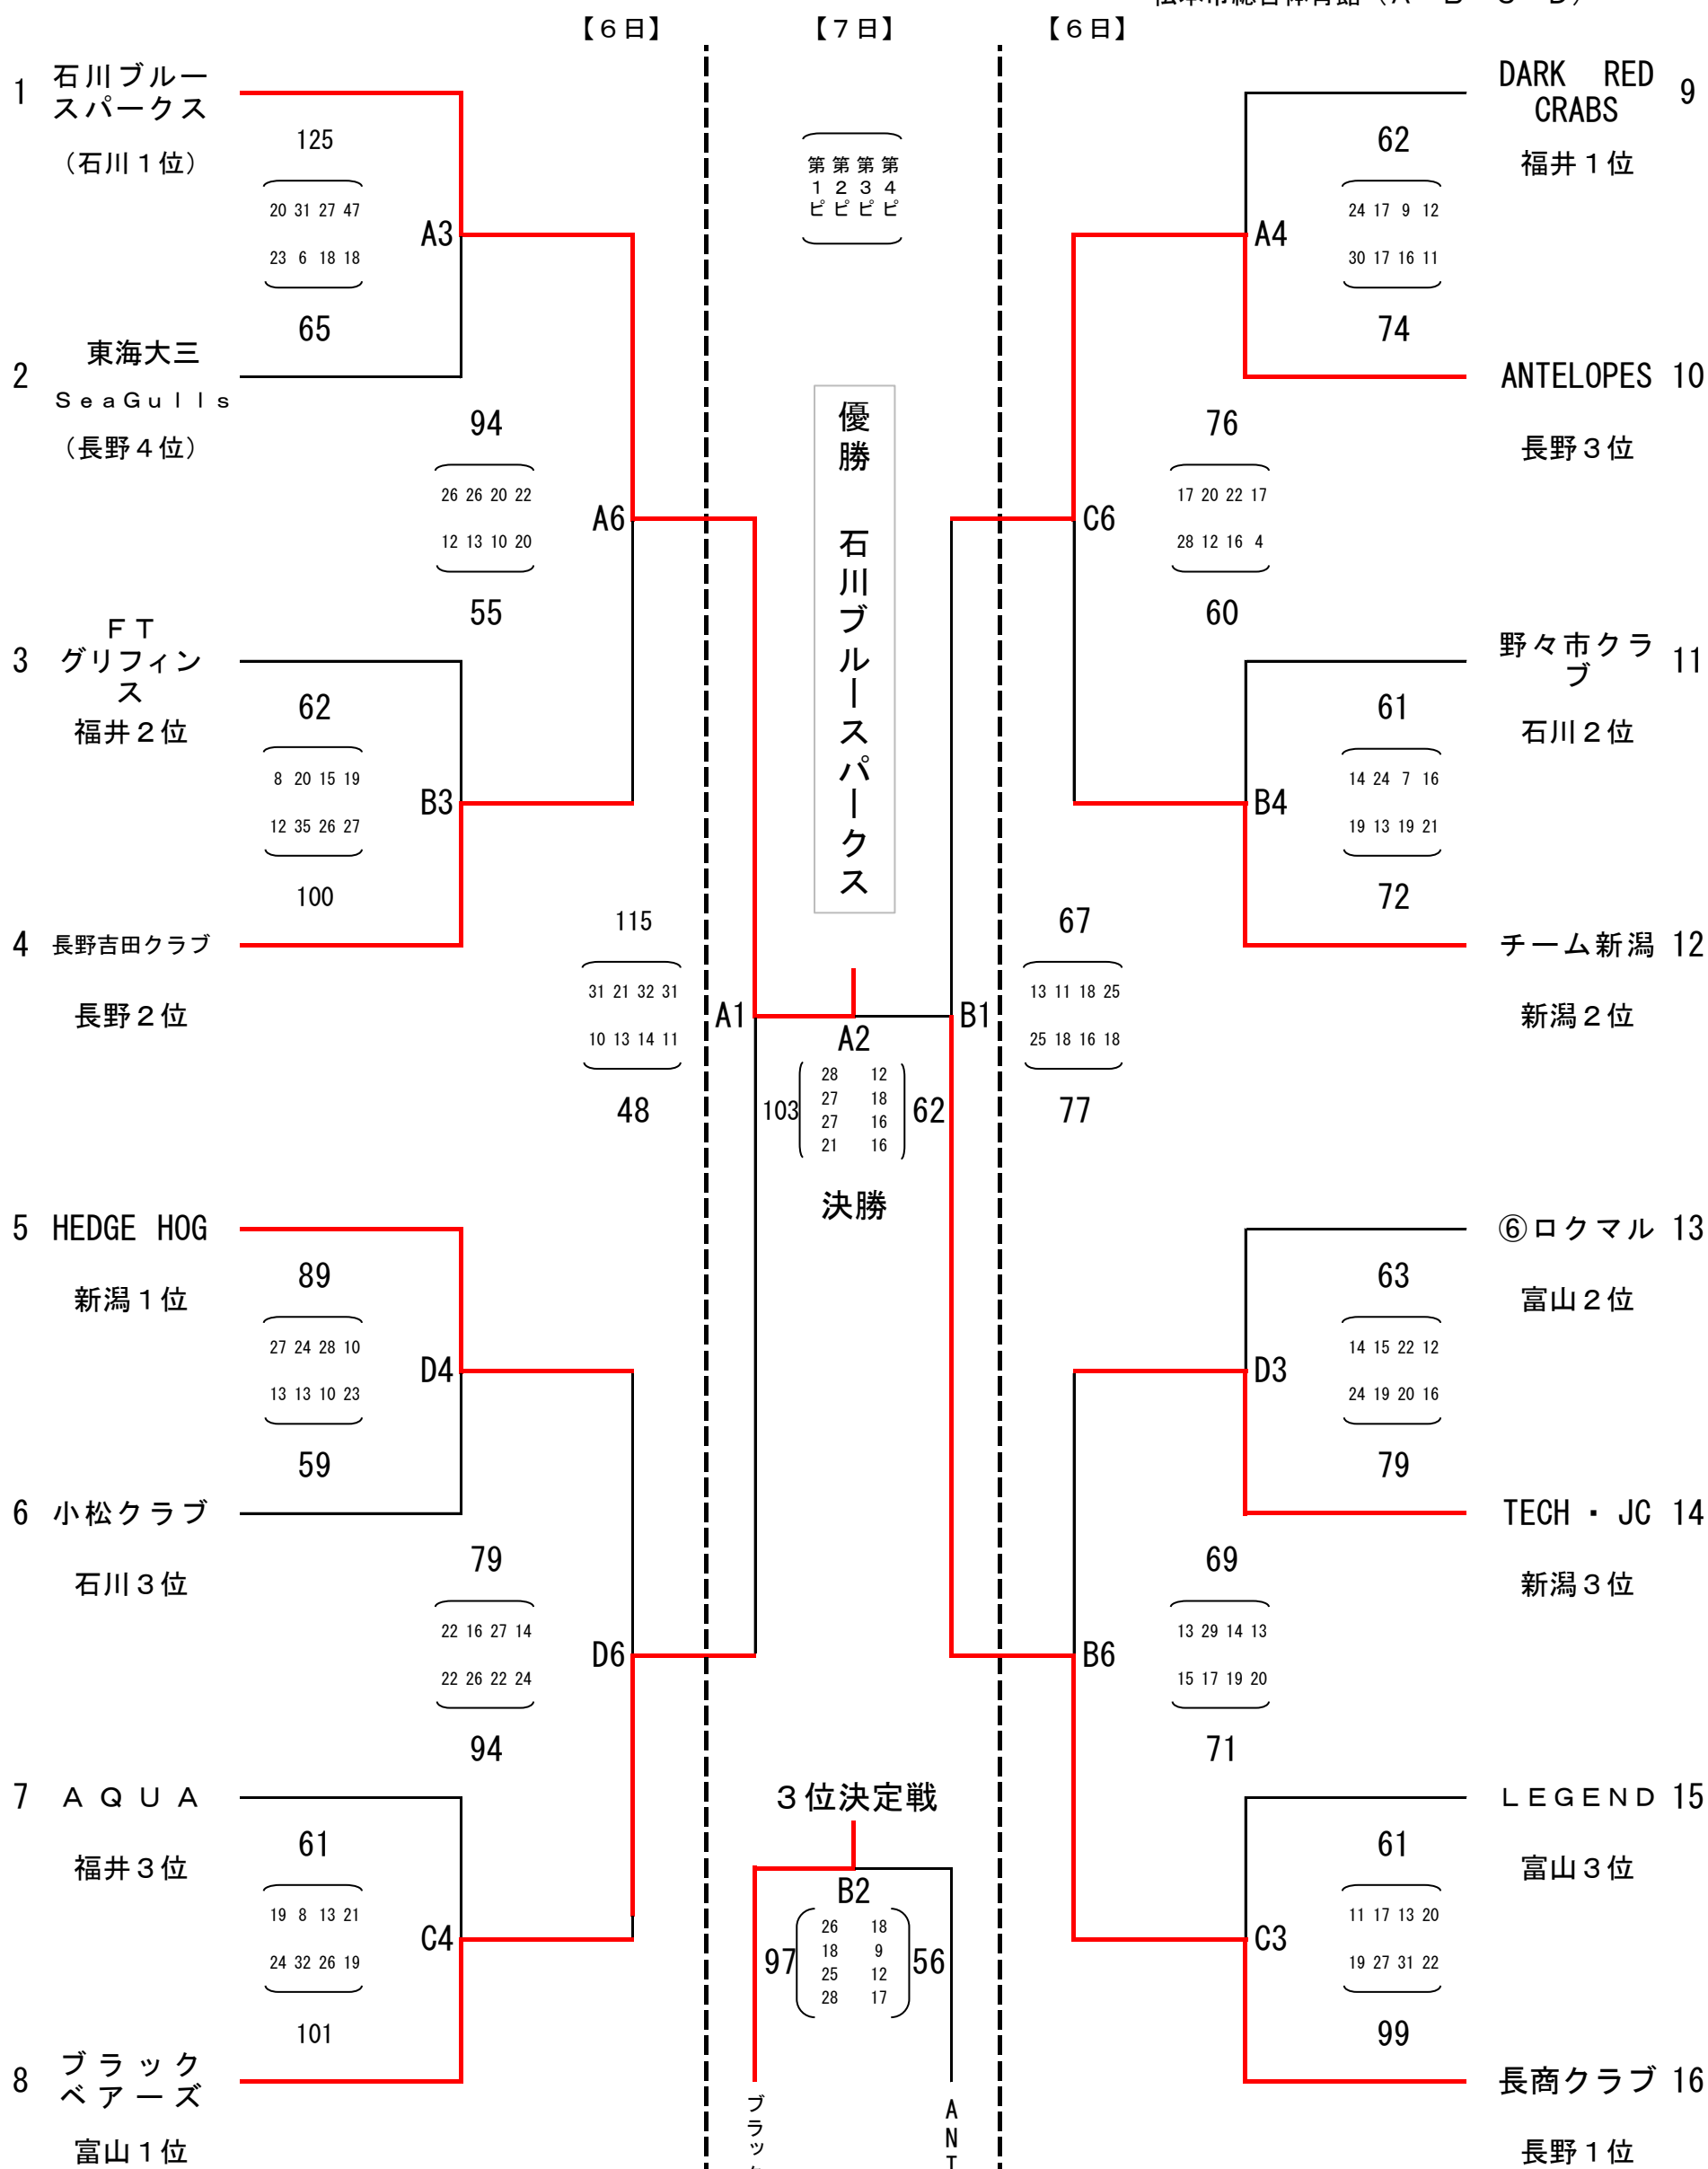 【６日】
【７日】
【６日】
1 石川ブルー
スパークス
（石川１位）
125
20 31 27 47
23 6 18 18
65
A3
2 東海大三
ＳｅａＧｕｌｌｓ
（長野４位）
94
26 26 20 22
12 13 10 20
55
A6
3 ＦＴ
グリフィン
ス
福井２位
62
8 20 15 19
12 35 26 27
100
B3
4 長野吉田クラブ
長野２位
115
31 21 32 31
10 13 14 11
48
A1
5 HEDGE HOG
新潟１位
89
27 24 28 10
13 13 10 23
59
D4
6 小松クラブ
石川３位
79
22 16 27 14
22 26 22 24
94
D6
7 ＡＱＵＡ
福井３位
61
19 8 13 21
24 32 26 19
101
C4
8 ブラック
ベアーズ
富山１位
第１ピ
第２ピ
第３ピ
第４ピ
優勝　石川ブルースパークス
A2
103
28 12
27 18
27 16
21 16
62
決勝
３位決定戦
B2
97
26 18
18 9
25 12
28 17
56
ブラッ
ANT
DARK RED
CRABS 9
福井１位
62
24 17 9 12
30 17 16 11
74
A4
ANTELOPES 10
長野３位
76
17 20 22 17
28 12 16 4
60
C6
野々市クラ
ブ 11
石川２位
61
14 24 7 16
19 13 19 21
72
B4
チーム新潟 12
新潟２位
67
13 11 18 25
25 18 16 18
77
B1
⑥ロクマル 13
富山２位
63
14 15 22 12
24 19 20 16
79
D3
TECH・JC 14
新潟３位
69
13 29 14 13
15 17 19 20
71
B6
ＬＥＧＥＮＤ 15
富山３位
61
11 17 13 20
19 27 31 22
99
C3
長商クラブ 16
長野１位